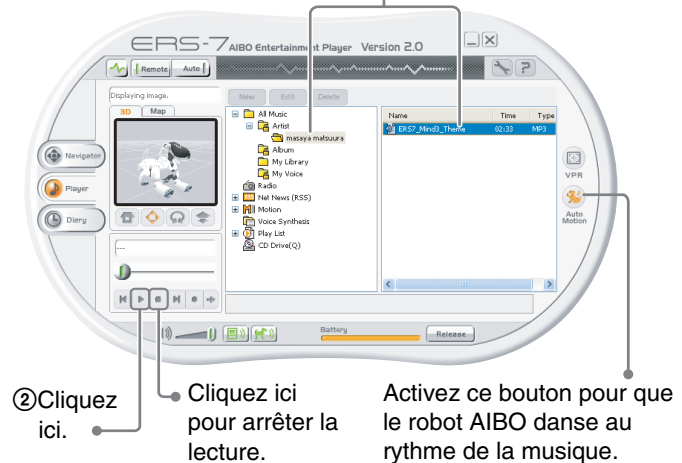 ERS-7 AIBO Entertainment Player Version 2.0
Remote Auto
Displaying image.
3D Map
New Edit Delete
All Music
Artist
masaya matsuura
Album
My Library
My Voice
Radio
Net News (RSS)
Motion
Voice Synthesis
Play List
CD Drive(Q)
Name Time Type
ERS7_Mind3_Theme 02:33 MP3
Navigator
Player
Diary
VPR
Auto
Motion
---
Battery
Release
②Cliquez
ici.
Cliquez ici
pour arrêter la
lecture.
Activez ce bouton pour que
le robot AIBO danse au
rythme de la musique.